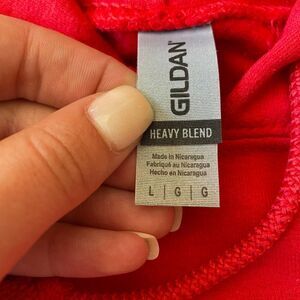 GILDAN
HEAVY BLEND
Made in Nicaragua
Fabriqué au Nicaragua
Hecho en Nicaragua
L | G | G